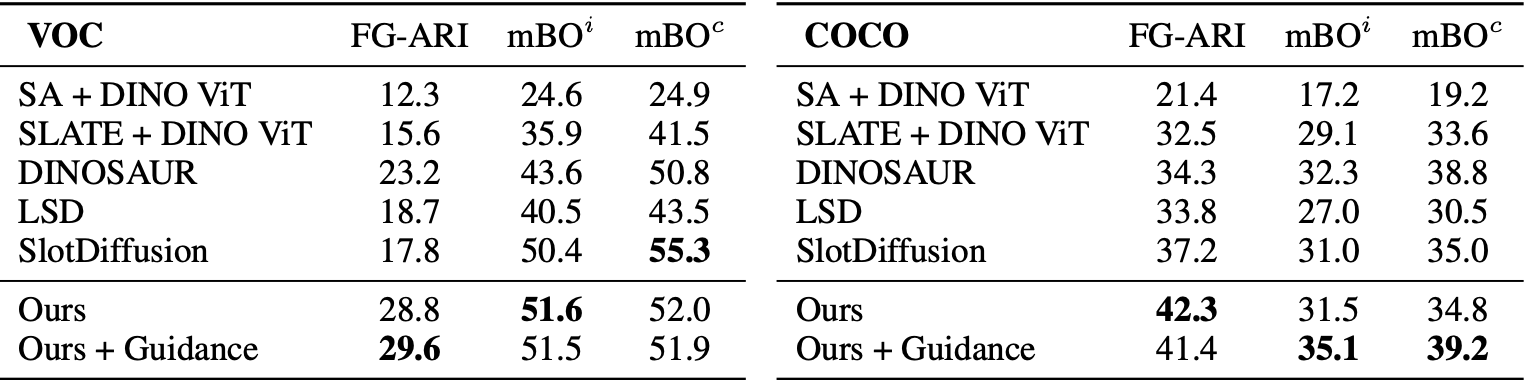 VOC FG-ARI mBO^i mBO^c
SA + DINO ViT 12.3 24.6 24.9
SLATE + DINO ViT 15.6 35.9 41.5
DINOSAUR 23.2 43.6 50.8
LSD 18.7 40.5 43.5
SlotDiffusion 17.8 50.4 55.3
Ours 28.8 51.6 52.0
Ours + Guidance 29.6 51.5 51.9
COCO FG-ARI mBO^i mBO^c
SA + DINO ViT 21.4 17.2 19.2
SLATE + DINO ViT 32.5 29.1 33.6
DINOSAUR 34.3 32.3 38.8
LSD 33.8 27.0 30.5
SlotDiffusion 37.2 31.0 35.0
Ours 42.3 31.5 34.8
Ours + Guidance 41.4 35.1 39.2